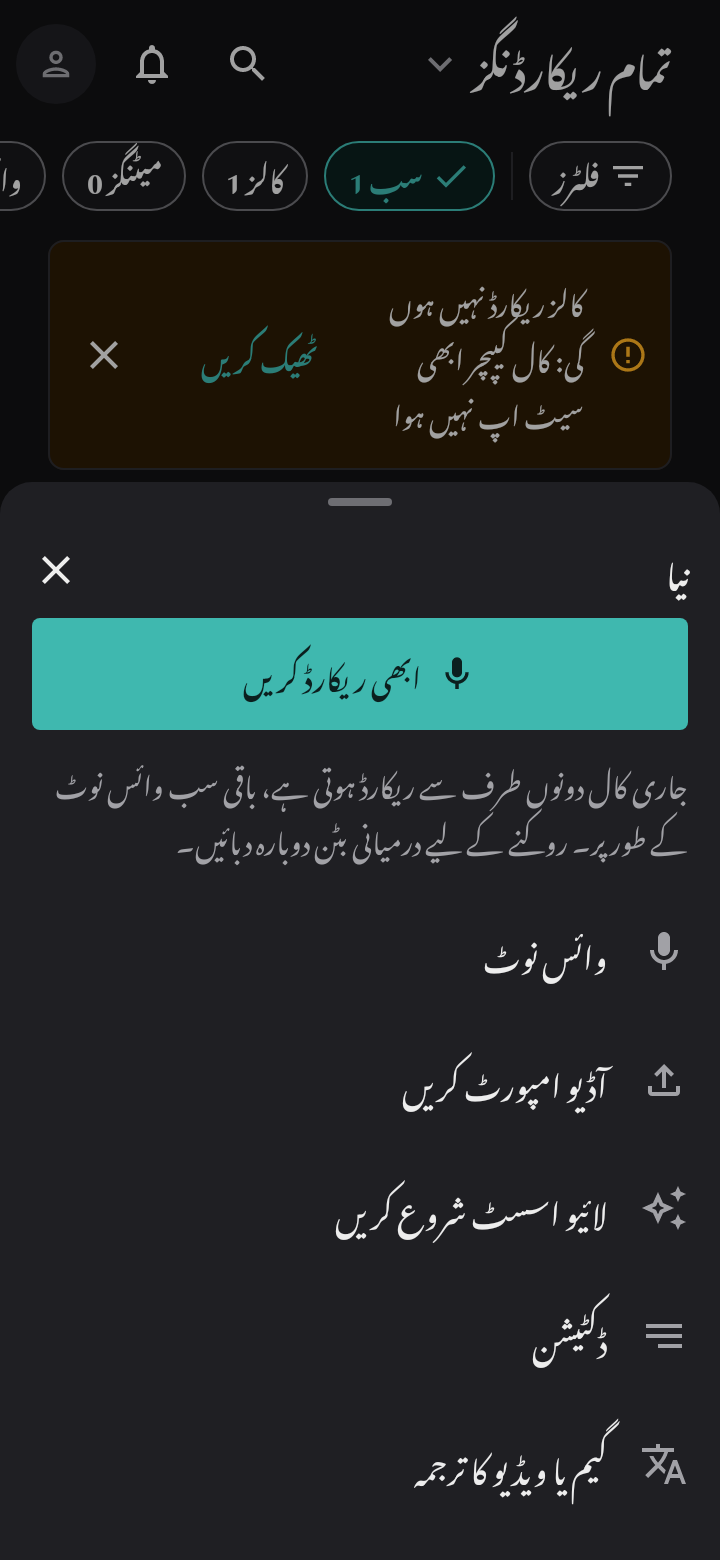 تمام ریکارڈنگز
فلٹرز
سب 1
کالز 1
میٹنگز 0
وا
کالز ریکارڈ نہیں ہوں
گی: کال کیپچر ابھی
سیٹ اپ نہیں ہوا
ٹھیک کریں
نیا
ابھی ریکارڈ کریں
جاری کال دونوں طرف سے ریکارڈ ہوتی ہے، باقی سب وائس نوٹ
کے طور پر۔ روکنے کے لیے درمیانی بٹن دوبارہ دبائیں۔
وائس نوٹ
آڈیو امپورٹ کریں
لائیو اسسٹ شروع کریں
ڈکٹیشن
گیم یا ویڈیو کا ترجمہ